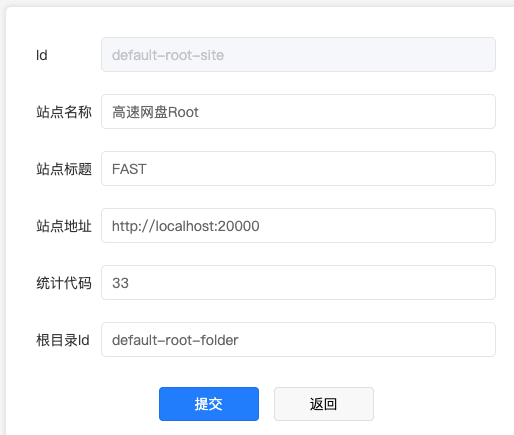 Id default-root-site
站点名称 高速网盘Root
站点标题 FAST
站点地址 http://localhost:20000
统计代码 33
根目录Id default-root-folder
提交 返回